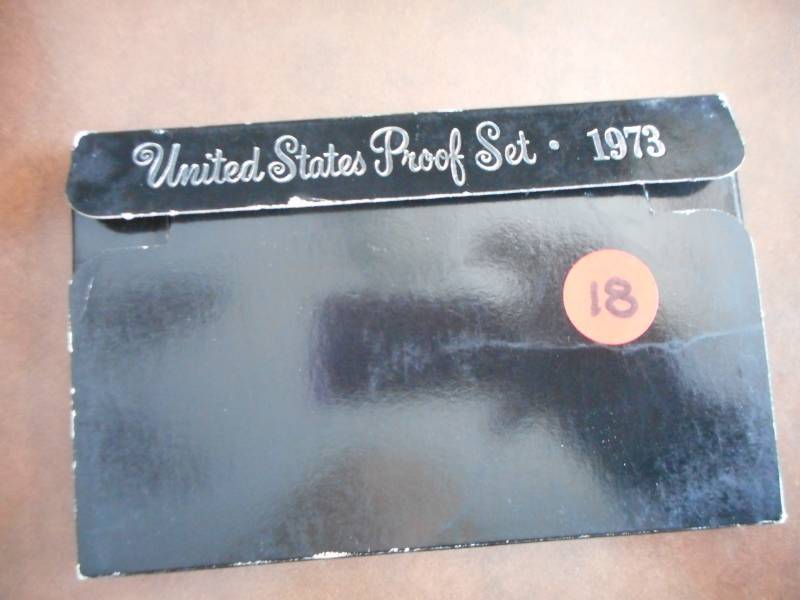 United States Proof Set • 1973
18